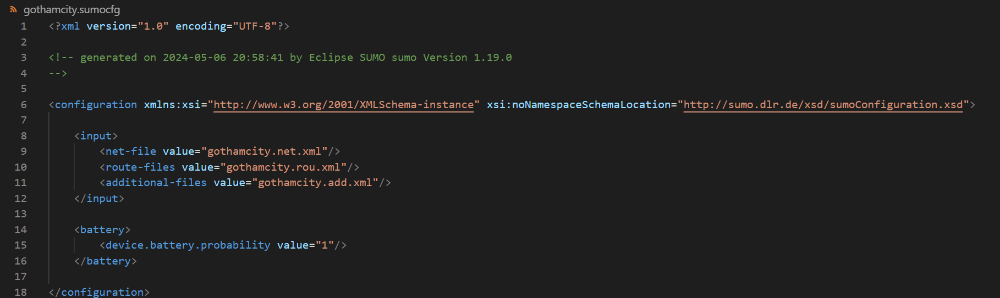 gothamcity.sumocfg
1 <?xml version="1.0" encoding="UTF-8"?>
2
3 <!-- generated on 2024-05-06 20:58:41 by Eclipse SUMO sumo Version 1.19.0
4 -->
5
6 <configuration xmlns:xsi="http://www.w3.org/2001/XMLSchema-instance" xsi:noNamespaceSchemaLocation="http://sumo.dlr.de/xsd/sumoConfiguration.xsd">
7
8     <input>
9         <net-file value="gothamcity.net.xml"/>
10         <route-files value="gothamcity.rou.xml"/>
11         <additional-files value="gothamcity.add.xml"/>
12     </input>
13
14     <battery>
15         <device.battery.probability value="1"/>
16     </battery>
17
18 </configuration>